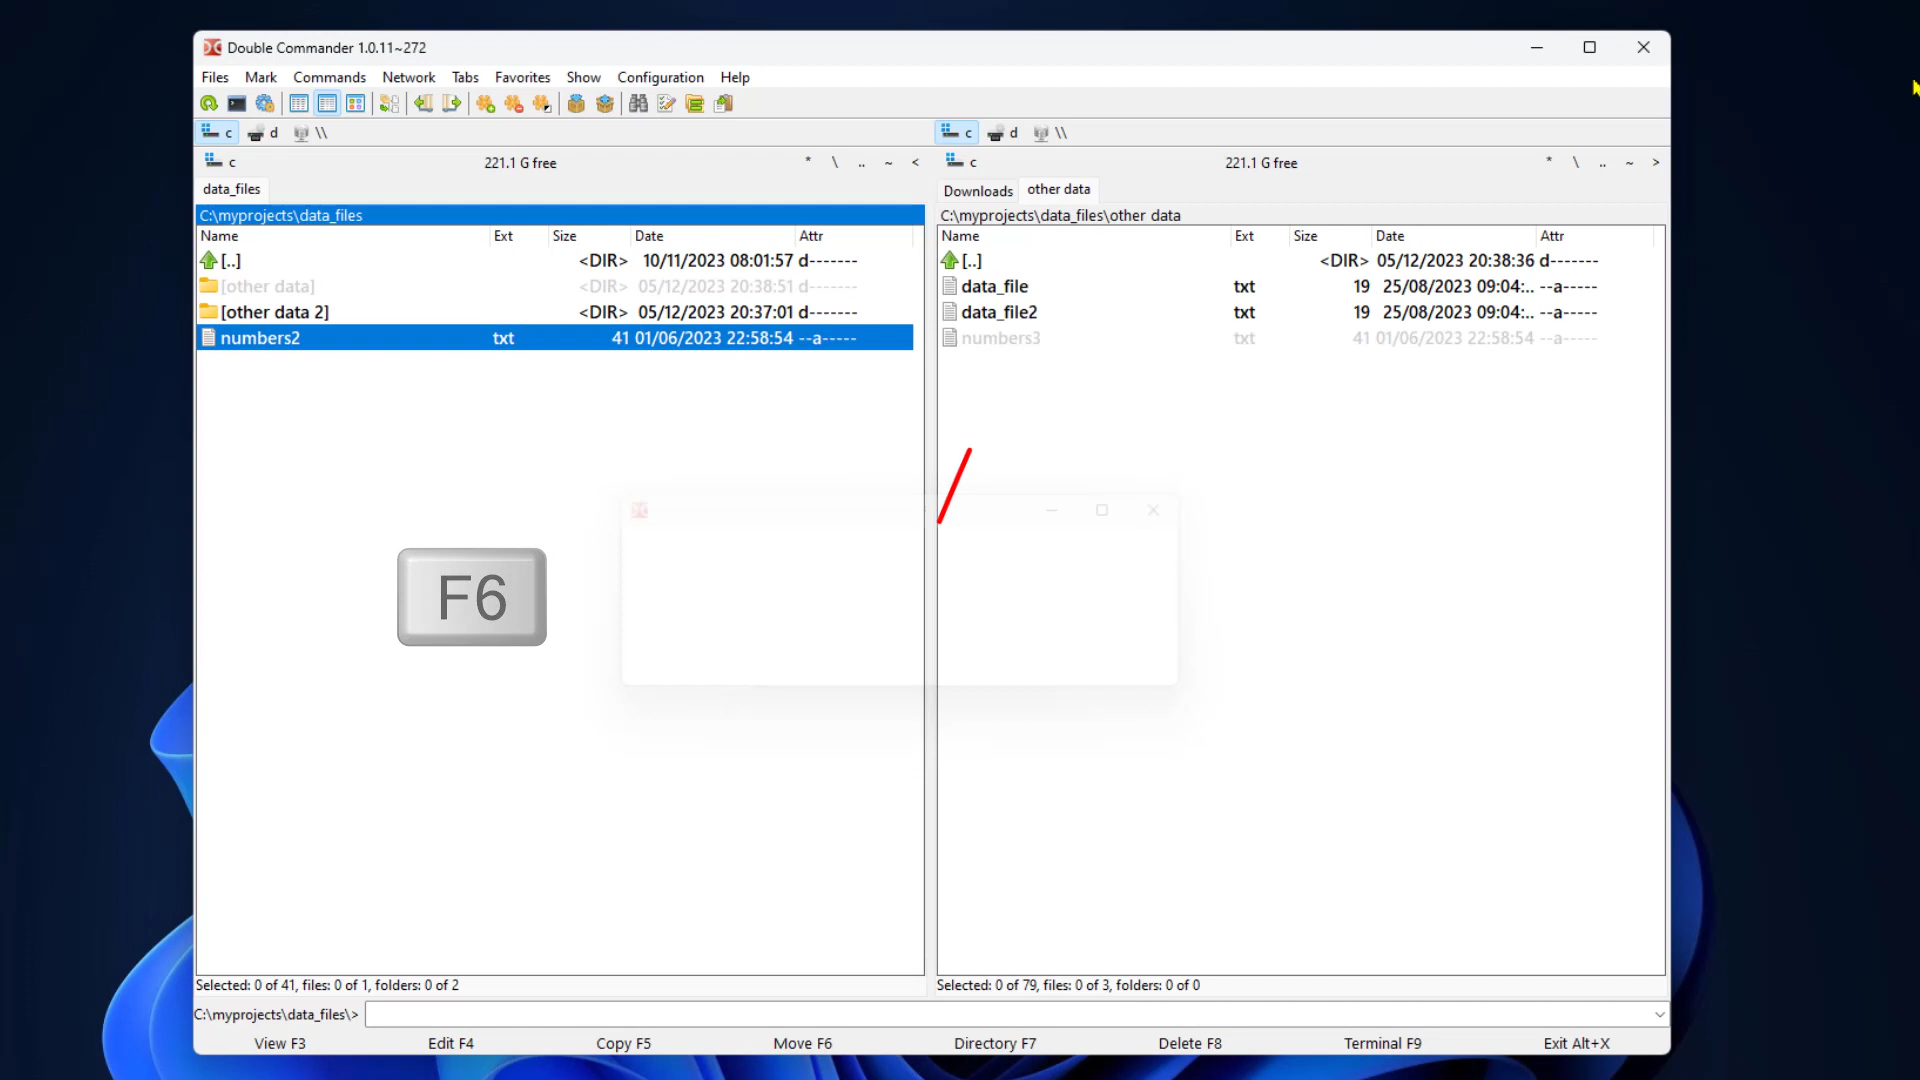 Double Commander 1.0.11~272
Files Mark Commands Network Tabs Favorites Show Configuration Help
c d \\ c d \\
c 221.1 G free * \ .. ~ < c 221.1 G free * \ .. ~ >
data_files Downloads other data
C:\myprojects\data_files C:\myprojects\data_files\other data
Name Ext Size Date Attr Name Ext Size Date Attr
[..] <DIR> 10/11/2023 08:01:57 d------- [..] <DIR> 05/12/2023 20:38:36 d-------
[other data] <DIR> 05/12/2023 20:38:51 d------- data_file txt 19 25/08/2023 09:04:.. --a-----
[other data 2] <DIR> 05/12/2023 20:37:01 d------- data_file2 txt 19 25/08/2023 09:04:.. --a-----
numbers2 txt 41 01/06/2023 22:58:54 --a----- numbers3 txt 41 01/06/2023 22:58:54 --a-----
F6
Selected: 0 of 41, files: 0 of 1, folders: 0 of 2 Selected: 0 of 79, files: 0 of 3, folders: 0 of 0
C:\myprojects\data_files\>
View F3 Edit F4 Copy F5 Move F6 Directory F7 Delete F8 Terminal F9 Exit Alt+X